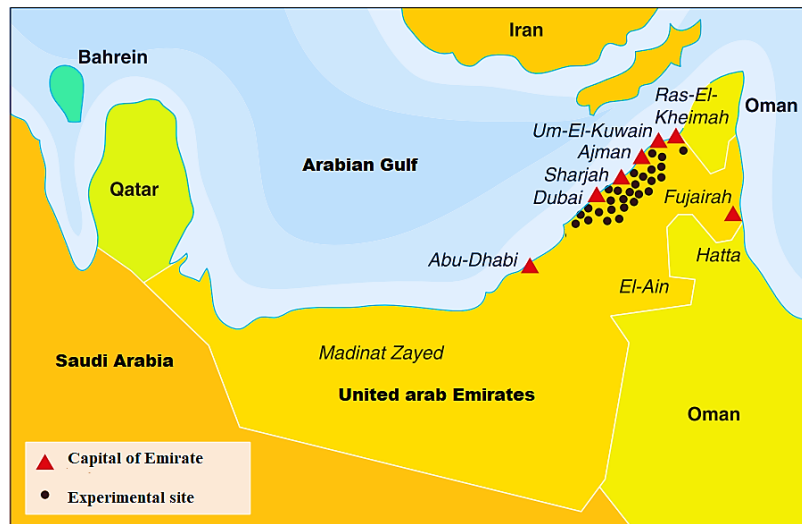 Iran
Bahrein
Ras-El-
Kheimah
Oman
Um-El-Kuwain
Ajman
Arabian Gulf
Sharjah
Qatar
Dubai
Fujairah
Abu-Dhabi
Hatta
El-Ain
Madinat Zayed
Saudi Arabia
United arab Emirates
Oman
Capital of Emirate
Experimental site